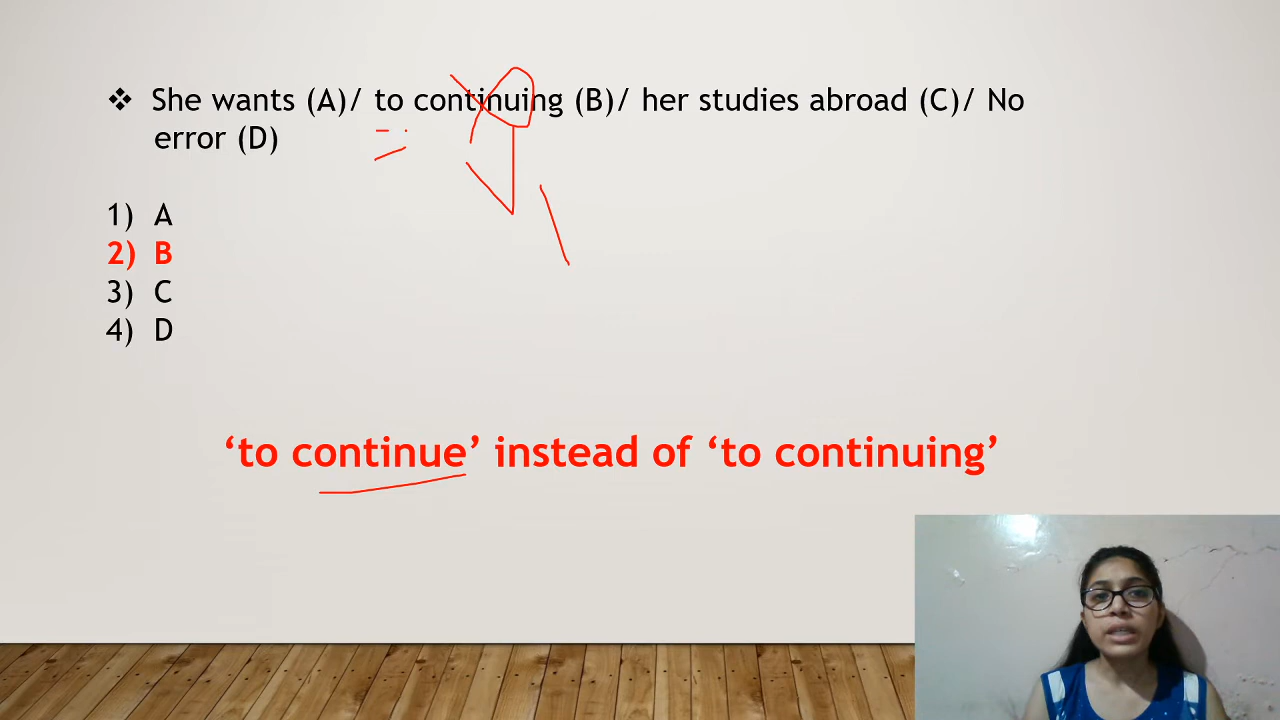 ❖ She wants (A)/ to continuing (B)/ her studies abroad (C)/ No
error (D)
1) A
2) B
3) C
4) D
‘to continue’ instead of ‘to continuing’